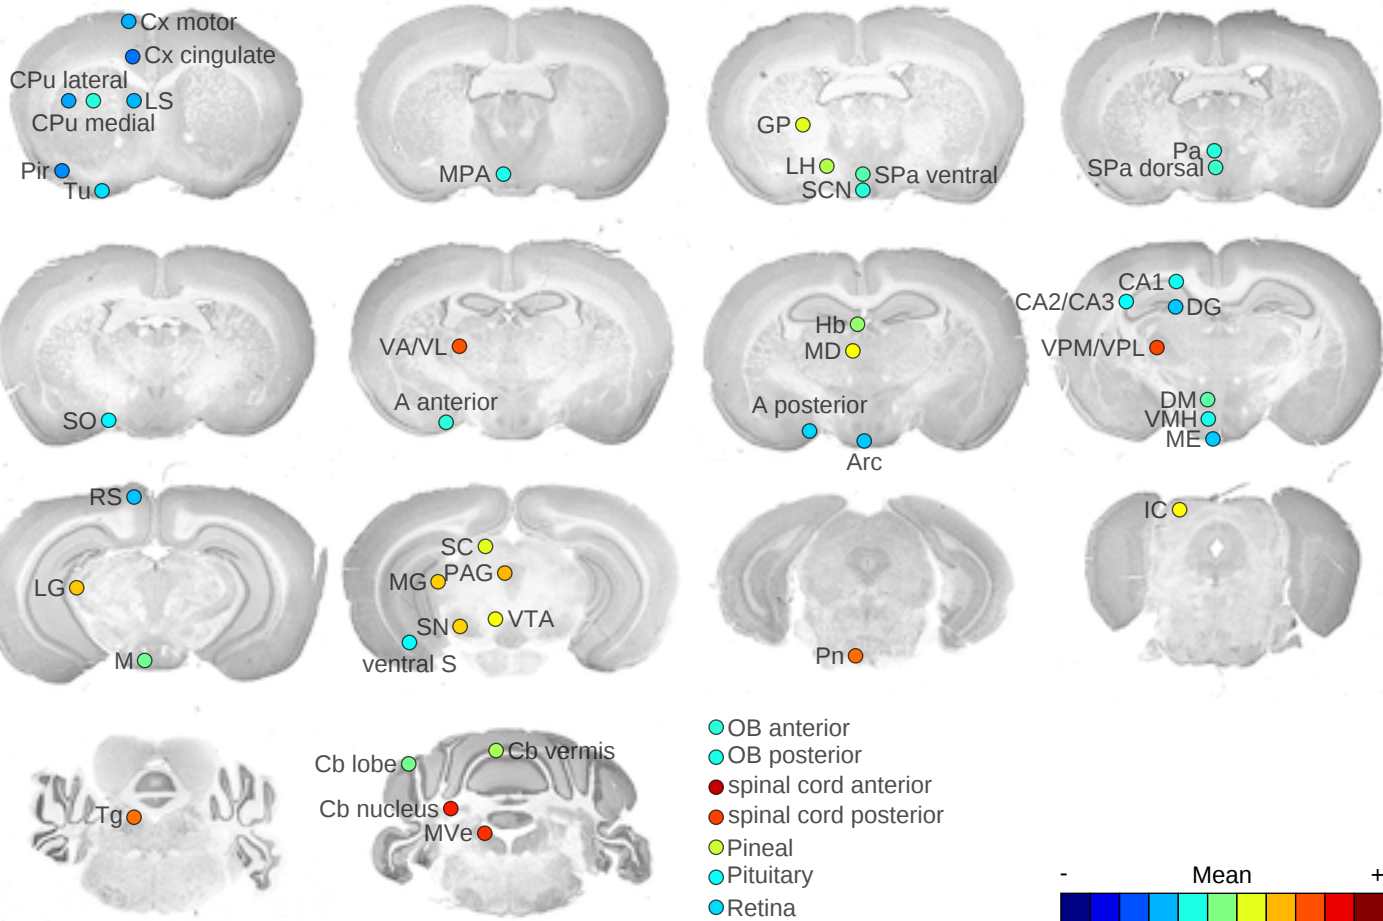 Cx motor
Cx cingulate
CPu lateral
LS
CPu medial
Pir
Tu
MPA
GP
LH
SPa ventral
SCN
Pa
SPa dorsal
SO
VA/VL
A anterior
Hb
MD
A posterior
Arc
CA1
CA2/CA3
DG
VPM/VPL
DM
VMH
ME
RS
LG
M
SC
MG
PAG
SN
VTA
ventral S
Pn
IC
Tg
Cb lobe
Cb vermis
Cb nucleus
MVe
OB anterior
OB posterior
spinal cord anterior
spinal cord posterior
Pineal
Pituitary
Retina
- Mean +